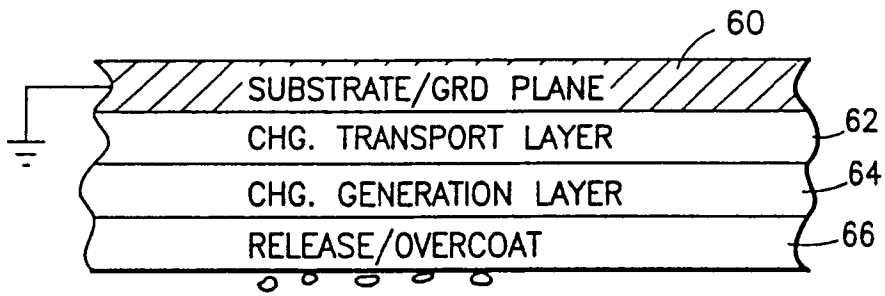 60
SUBSTRATE/GRD PLANE
CHG. TRANSPORT LAYER
62
CHG. GENERATION LAYER
64
RELEASE/OVERCOAT
66